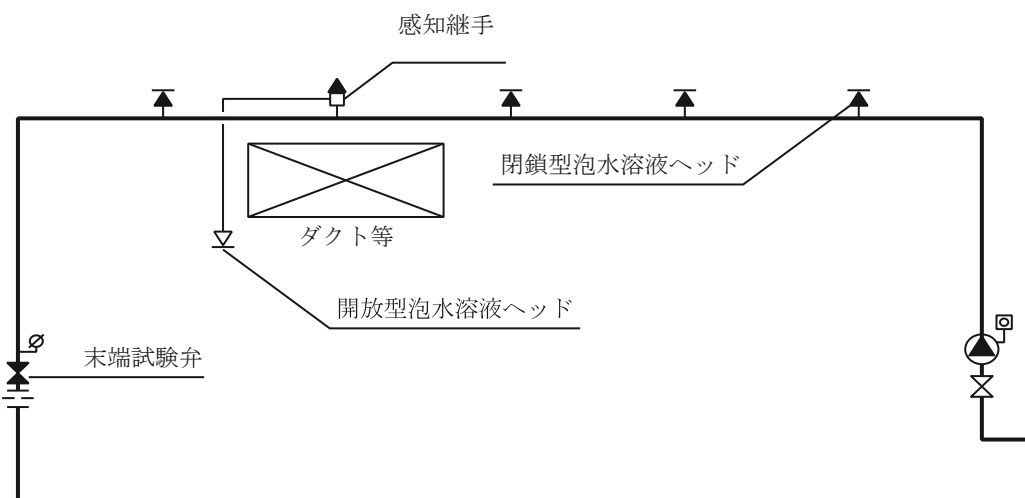 感知継手
閉鎖型泡水溶液ヘッド
ダクト等
開放型泡水溶液ヘッド
末端試験弁